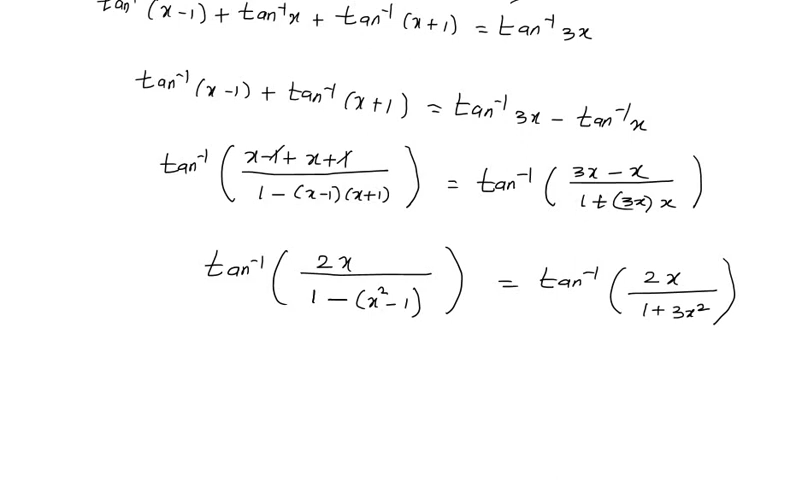 tan⁻¹(x-1) + tan⁻¹x + tan⁻¹(x+1) = tan⁻¹3x
tan⁻¹(x-1) + tan⁻¹(x+1) = tan⁻¹3x - tan⁻¹x
tan⁻¹((x-1+x+1)/(1-(x-1)(x+1))) = tan⁻¹((3x-x)/(1+(3x)x))
tan⁻¹(2x/(1-(x²-1))) = tan⁻¹(2x/(1+3x²))